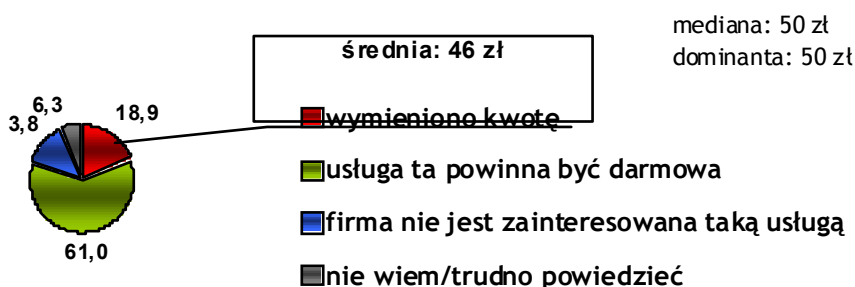 mediana: 50 zł
dominanta: 50 zł
średnia: 46 zł
6,3
18,9
3,8
61,0
wymieniono kwotę
usługa ta powinna być darmowa
firma nie jest zainteresowana taką usługą
nie wiem/trudno powiedzieć